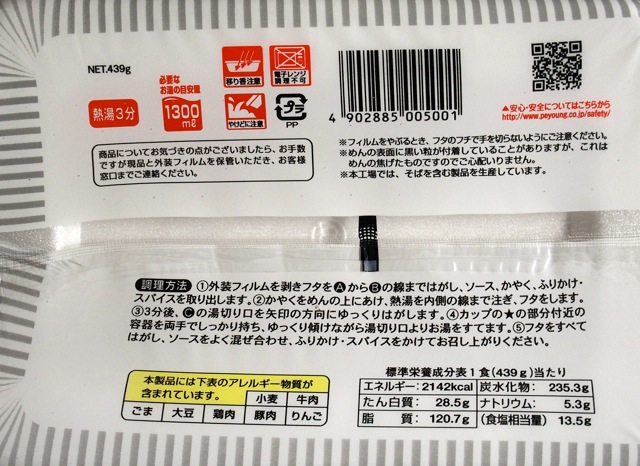 NET.439g
熱湯3分
必要な
お湯の目安量
1300
mℓ
移り香注意
電子レンジ
調理不可
やけどに注意
PP
4 902885 005001
▲安心・安全についてはこちらから
http://www.peyoung.co.jp/safety
商品についてお気づきの点がございましたら、お手数
ですが現品と外装フィルムを保管いただき、お客様
窓口までご連絡ください。
※フィルムをやぶるとき、フタのフチで手を切らないようにご注意ください。
※めんの表面に黒い粒が付着していることがありますが、これは
めんの焦げたものですのでご心配いりません。
※本工場では、そばを含む製品を生産しています。
調理方法 ①外装フィルムを剥きフタをAからBの線まではがし、ソース、かやく、ふりかけ・
スパイスを取り出します。②かやくをめんの上にあけ、熱湯を内側の線まで注ぎ、フタをします。
③3分後、Cの湯切り口を矢印の方向にゆっくりはがします。④カップの★の部分付近の
容器を両手でしっかり持ち、ゆっくり傾けながら湯切り口よりお湯をすてます。⑤フタをすべて
はがし、ソースをよく混ぜ合わせ、ふりかけ・スパイスをかけてお召し上がりください。
本製品には下表のアレルギー物質が
含まれています。 小麦 牛肉
ごま 大豆 鶏肉 豚肉 りんご
標準栄養成分表1食(439g)当たり
エネルギー: 2142kcal 炭水化物: 235.3g
たん白質: 28.5g ナトリウム: 5.3g
脂質: 120.7g (食塩相当量) 13.5g